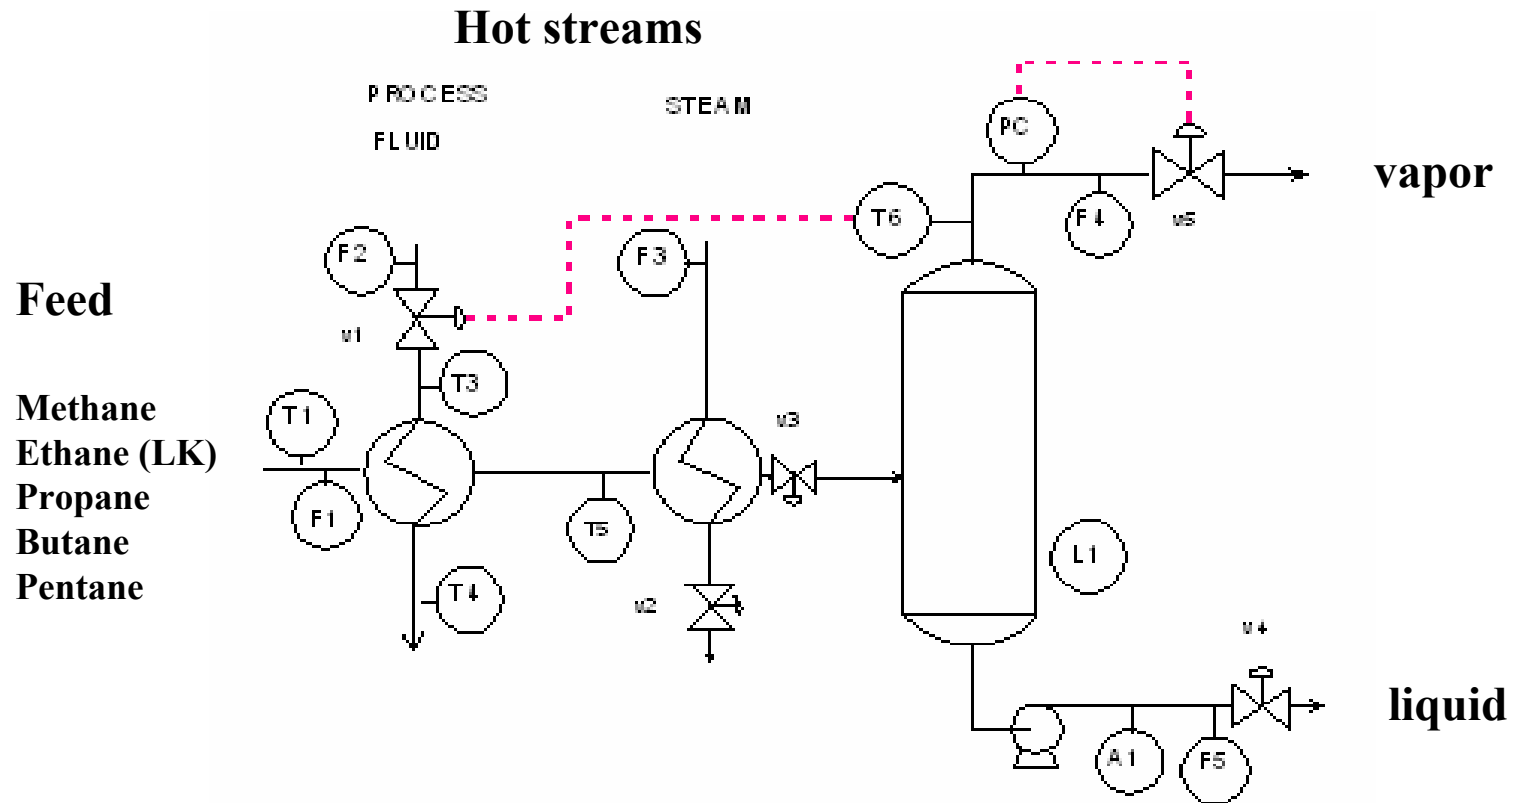 Hot streams
PROCESS
FLUID
STEAM
PC
vapor
T6
F4
v5
F2
F3
Feed
v1
T3
Methane
Ethane (LK)
Propane
Butane
Pentane
T1
F1
T5
v3
L1
T4
v2
v4
liquid
A1
F5